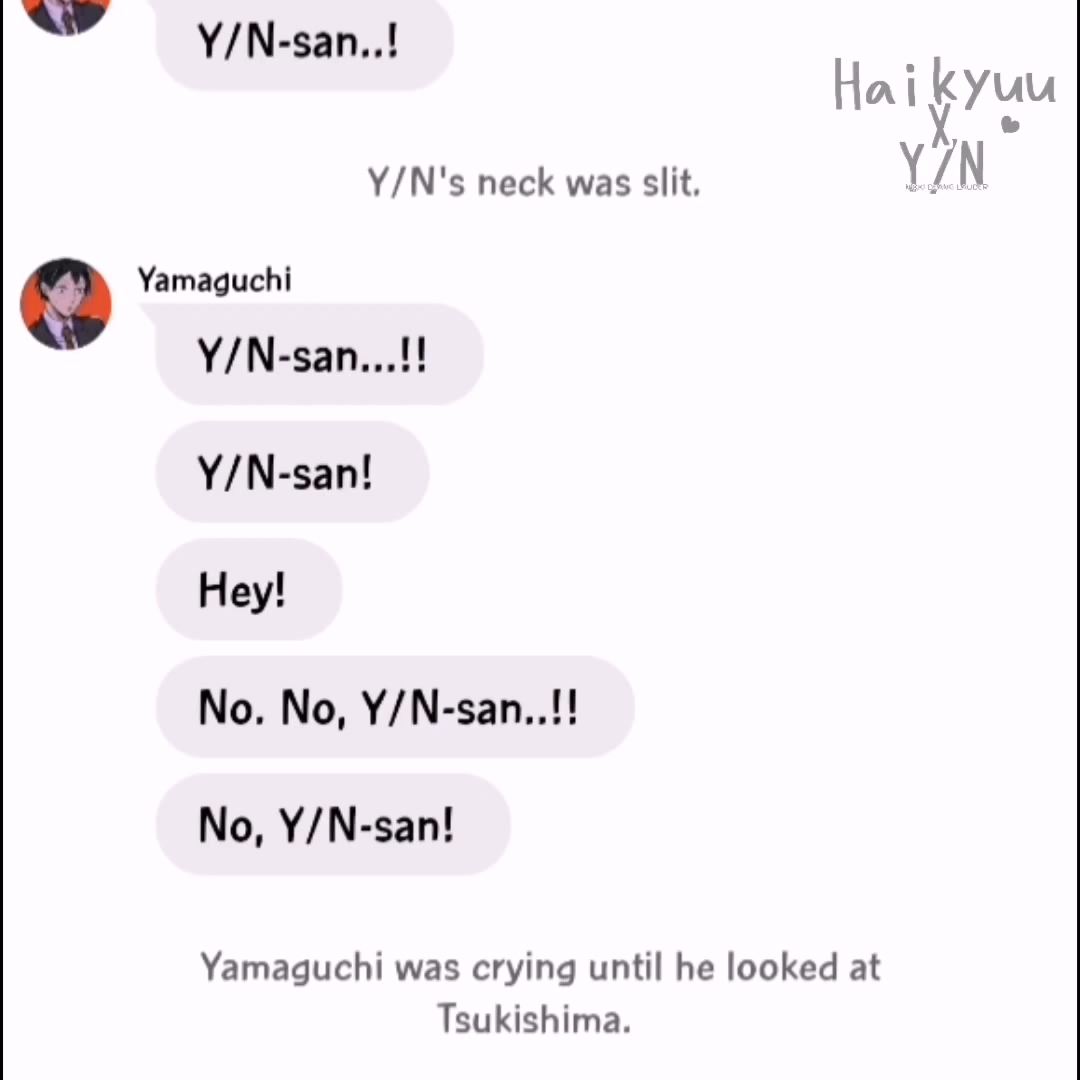 Y/N-san..!
Haikyuu
X,
Y/N
Y/N's neck was slit.
Yamaguchi
Y/N-san...!!
Y/N-san!
Hey!
No. No, Y/N-san..!!
No, Y/N-san!
Yamaguchi was crying until he looked at
Tsukishima.